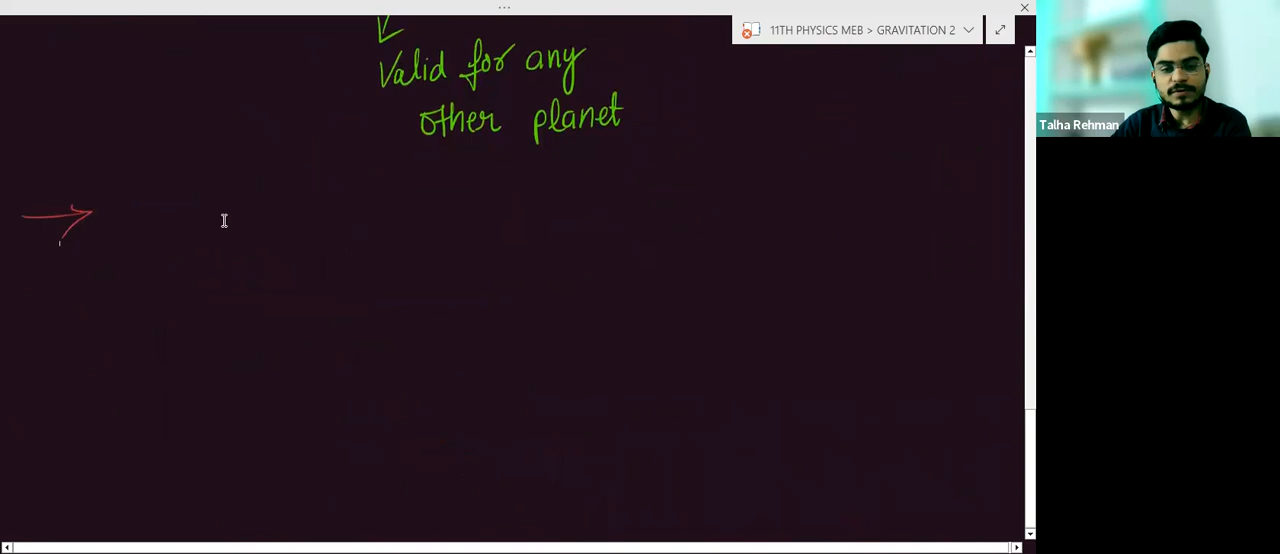 11TH PHYSICS MEB > GRAVITATION 2
Valid for any
other planet
Talha Rehman